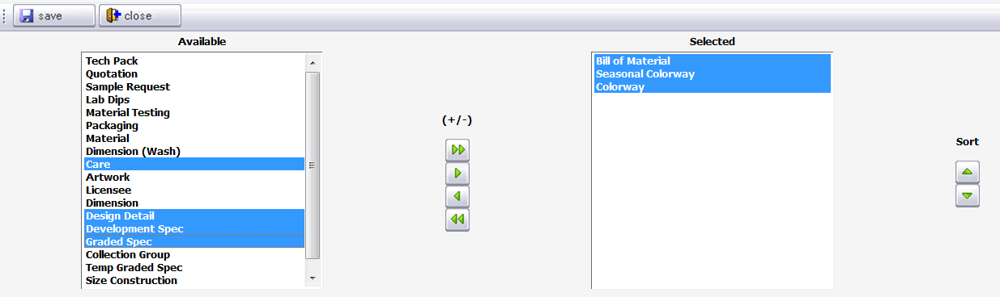 save close
Available
Tech Pack
Quotation
Sample Request
Lab Dips
Material Testing
Packaging
Material
Dimension (Wash)
Care
Artwork
Licensee
Dimension
Design Detail
Development Spec
Graded Spec
Collection Group
Temp Graded Spec
Size Construction
(+/-)
Selected
Bill of Material
Seasonal Colorway
Colorway
Sort